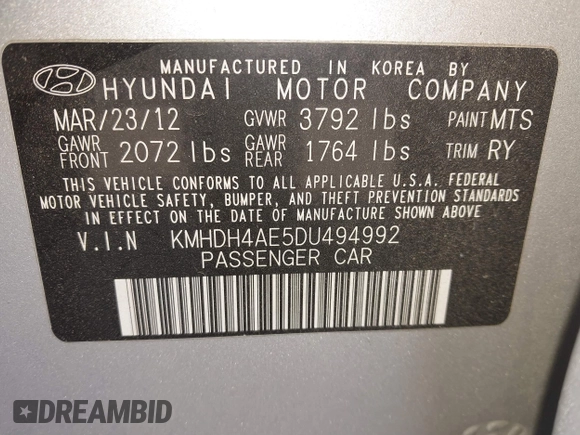 MANUFACTURED IN KOREA BY
HYUNDAI MOTOR COMPANY
MAR/23/12 GVWR 3792 lbs PAINT MTS
GAWR FRONT 2072 lbs GAWR REAR 1764 lbs TRIM RY
THIS VEHICLE CONFORMS TO ALL APPLICABLE U.S.A. FEDERAL
MOTOR VEHICLE SAFETY, BUMPER, AND THEFT PREVENTION STANDARDS
IN EFFECT ON THE DATE OF MANUFACTURE SHOWN ABOVE
V.I.N KMHDH4AE5DU494992
PASSENGER CAR
DREAMBID